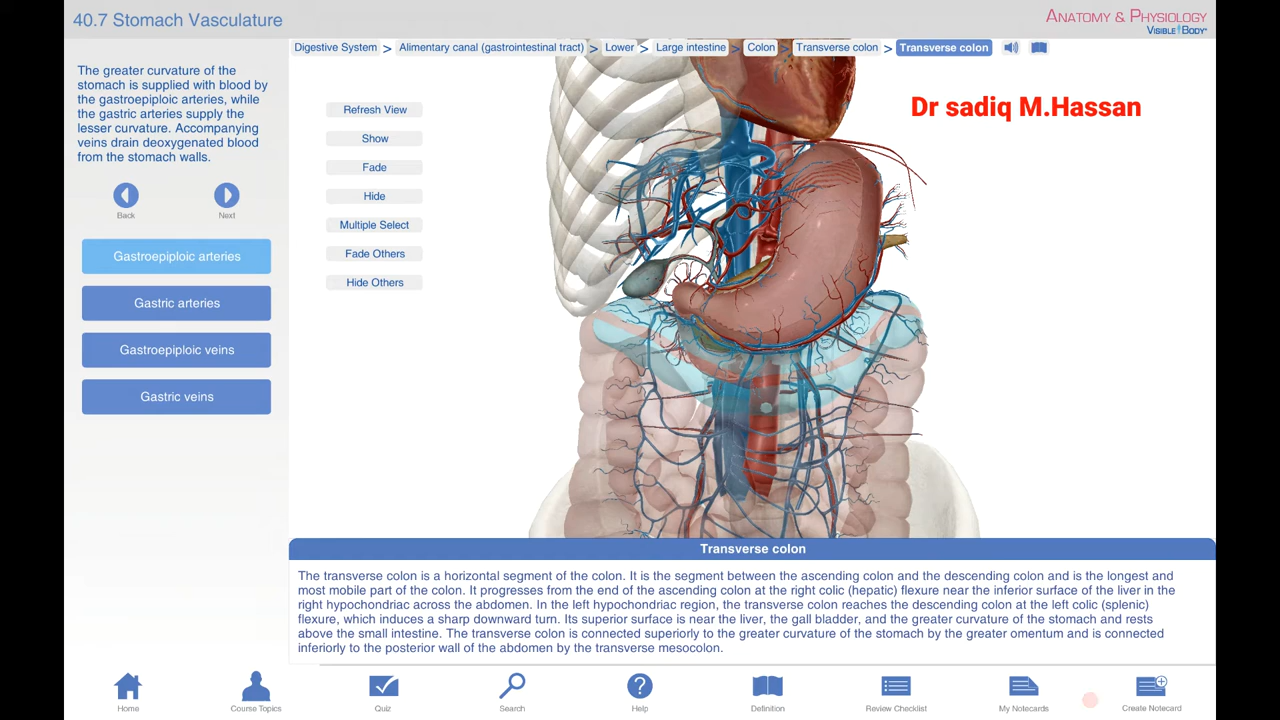 40.7 Stomach Vasculature
ANATOMY & PHYSIOLOGY
VISIBLE BODY®
Digestive System > Alimentary canal (gastrointestinal tract) > Lower > Large intestine > Colon > Transverse colon > Transverse colon
The greater curvature of the
stomach is supplied with blood by
the gastroepiploic arteries, while
the gastric arteries supply the
lesser curvature. Accompanying
veins drain deoxygenated blood
from the stomach walls.
Back
Next
Gastroepiploic arteries
Gastric arteries
Gastroepiploic veins
Gastric veins
Refresh View
Show
Fade
Hide
Multiple Select
Fade Others
Hide Others
Dr sadiq M.Hassan
Transverse colon
The transverse colon is a horizontal segment of the colon. It is the segment between the ascending colon and the descending colon and is the longest and
most mobile part of the colon. It progresses from the end of the ascending colon at the right colic (hepatic) flexure near the inferior surface of the liver in the
right hypochondriac across the abdomen. In the left hypochondriac region, the transverse colon reaches the descending colon at the left colic (splenic)
flexure, which induces a sharp downward turn. Its superior surface is near the liver, the gall bladder, and the greater curvature of the stomach and rests
above the small intestine. The transverse colon is connected superiorly to the greater curvature of the stomach by the greater omentum and is connected
inferiorly to the posterior wall of the abdomen by the transverse mesocolon.
Home
Course Topics
Quiz
Search
Help
Definition
Review Checklist
My Notecards
Create Notecard